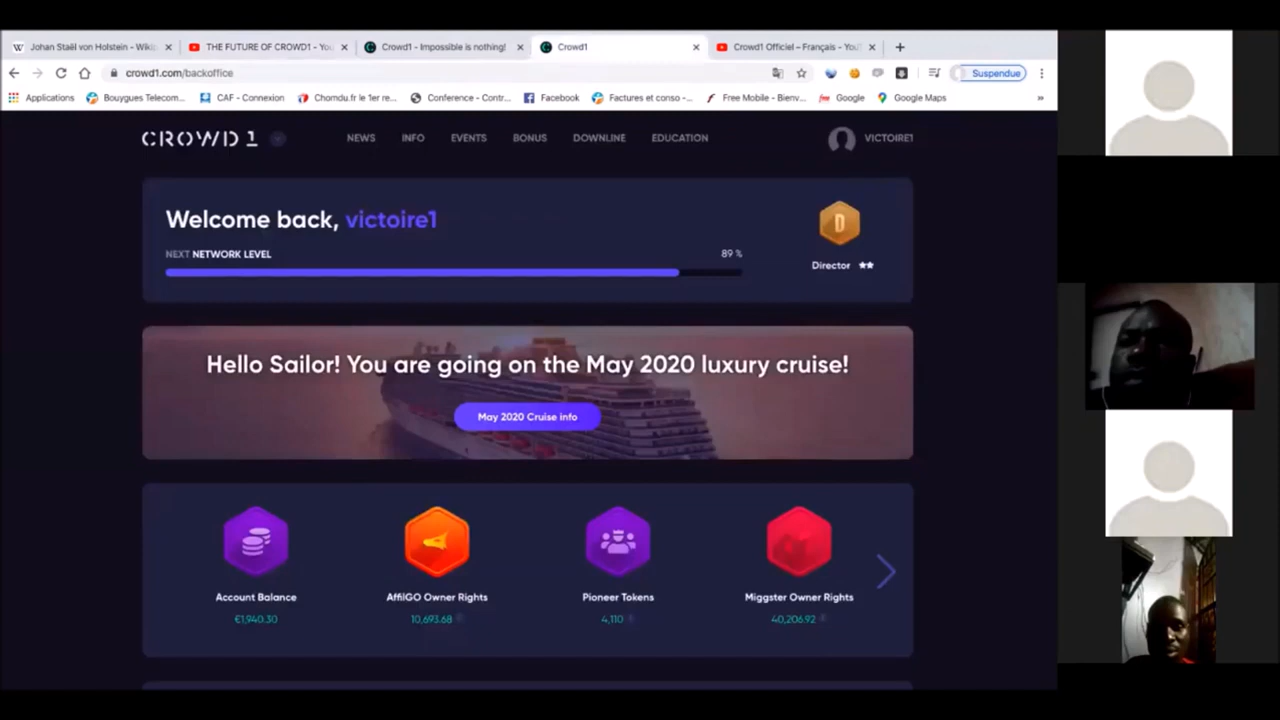 Johan Staël von Holstein - Wiki
THE FUTURE OF CROWD1 - You
Crowd1 - Impossible is nothing!
Crowd1
Crowd1 Officiel – Français - You
crowd1.com/backoffice
Suspendue
Applications
Bouygues Telecom...
CAF - Connexion
Chomdu.fr le 1er re...
Conference - Contr...
Facebook
Factures et conso -...
Free Mobile - Bienv...
Google
Google Maps
CROWD1
NEWS
INFO
EVENTS
BONUS
DOWNLINE
EDUCATION
VICTOIRE1
Welcome back, victoire1
NEXT NETWORK LEVEL
89 %
D
Director
Hello Sailor! You are going on the May 2020 luxury cruise!
May 2020 Cruise info
Account Balance
AffilGO Owner Rights
Pioneer Tokens
Miggster Owner Rights
€1,940.30
10,693.68
4,110
40,206.92